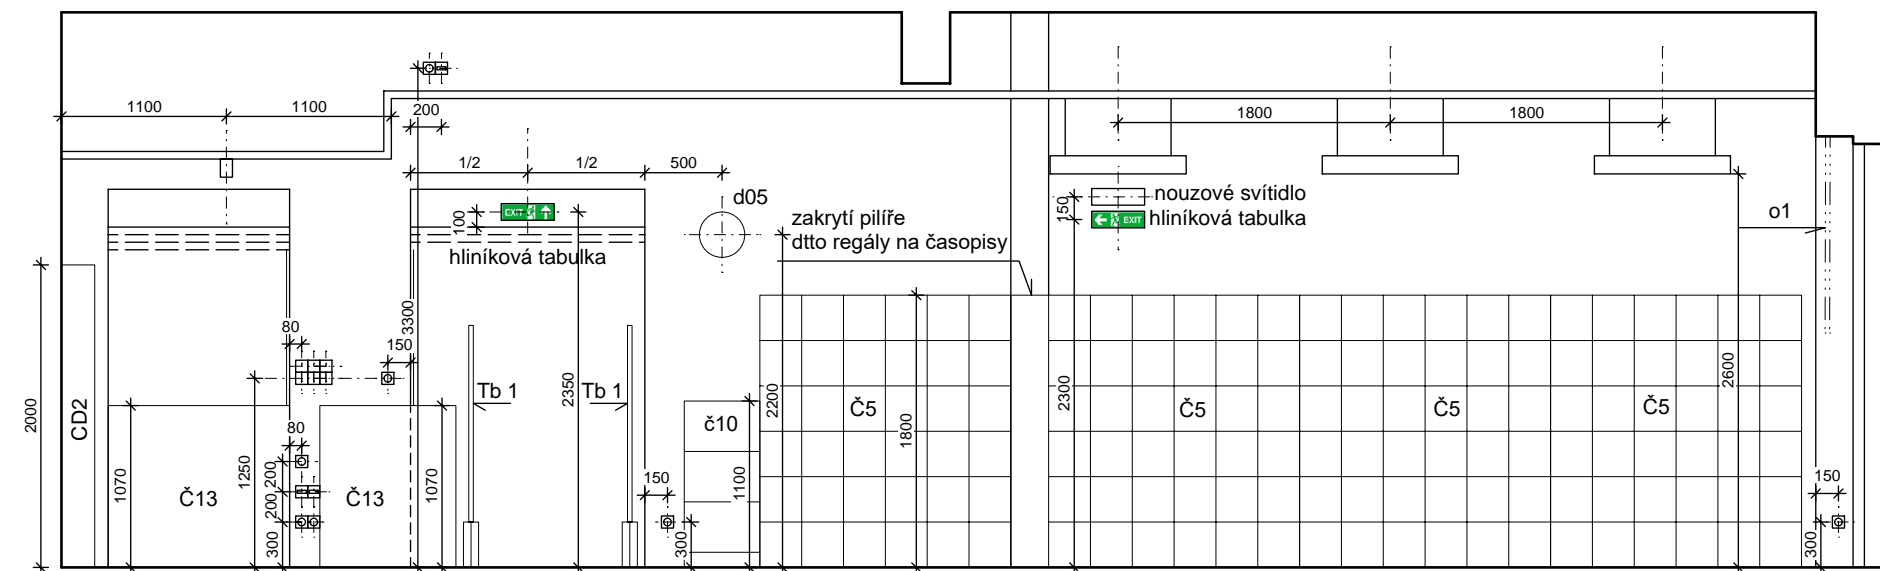 1100
1100
200
1800
1800
1/2
1/2
500
d05
EXIT
100
hliníková tabulka
zakrytí pilíře
dtto regály na časopisy
150
nouzové svítidlo
EXIT
hliníková tabulka
o1
80
3300
150
2000
CD2
Tb 1
2350
Tb 1
2200
č10
Č5
1800
2300
Č5
Č5
Č5
2600
80
1070
Č13
1250
200
200
300
Č13
1070
150
300
1100
150
300